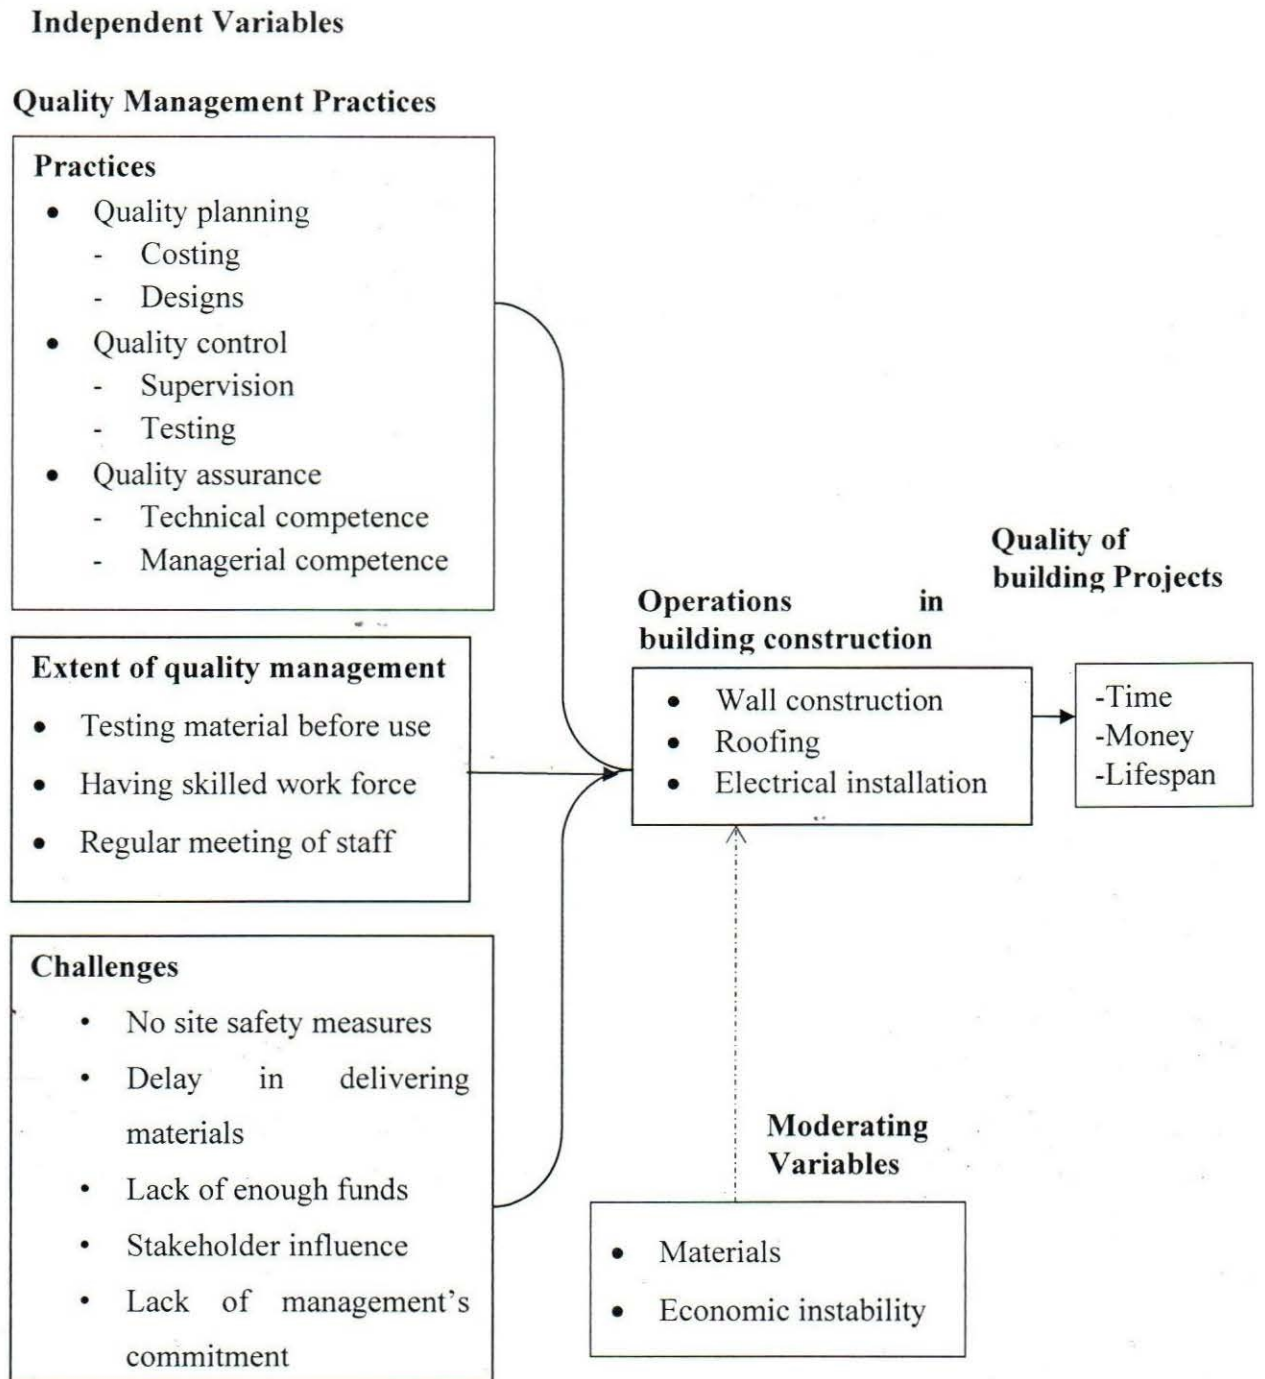 Independent Variables
Quality Management Practices
Practices
• Quality planning
- Costing
- Designs
• Quality control
- Supervision
- Testing
• Quality assurance
- Technical competence
- Managerial competence
Extent of quality management
• Testing material before use
• Having skilled work force
• Regular meeting of staff
Challenges
• No site safety measures
• Delay in delivering
materials
• Lack of enough funds
• Stakeholder influence
• Lack of management's
commitment
Operations in
building construction
• Wall construction
• Roofing
• Electrical installation
Quality of
building Projects
-Time
-Money
-Lifespan
Moderating
Variables
• Materials
• Economic instability